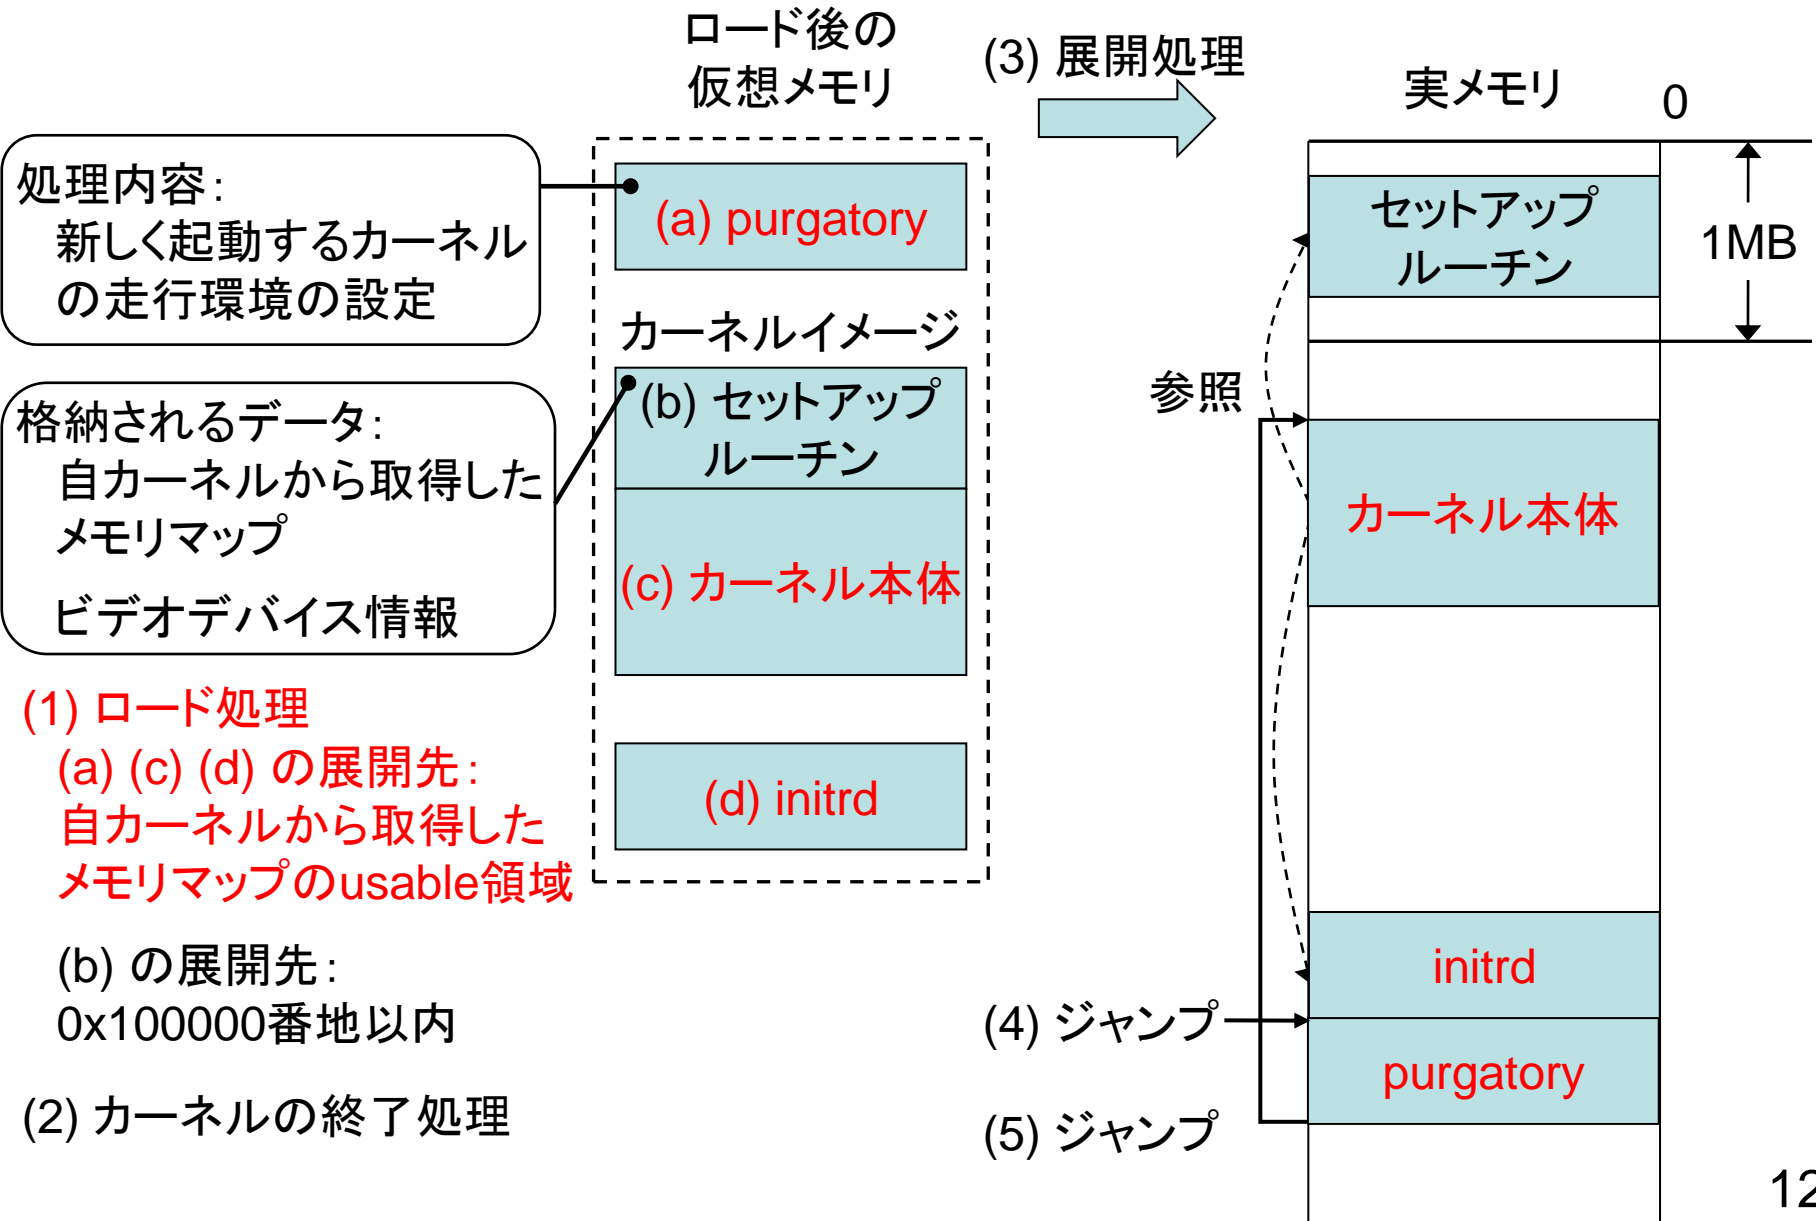 ロード後の
仮想メモリ
(3) 展開処理
実メモリ
0
処理内容：
新しく起動するカーネル
の走行環境の設定
(a) purgatory
セットアップ
ルーチン
1MB
カーネルイメージ
格納されるデータ：
自カーネルから取得した
メモリマップ
ビデオデバイス情報
(b) セットアップ
ルーチン
(c) カーネル本体
参照
カーネル本体
(1) ロード処理
(a) (c) (d) の展開先：
自カーネルから取得した
メモリマップのusable領域
(d) initrd
(b) の展開先：
0x100000番地以内
initrd
(4) ジャンプ
purgatory
(2) カーネルの終了処理
(5) ジャンプ
12